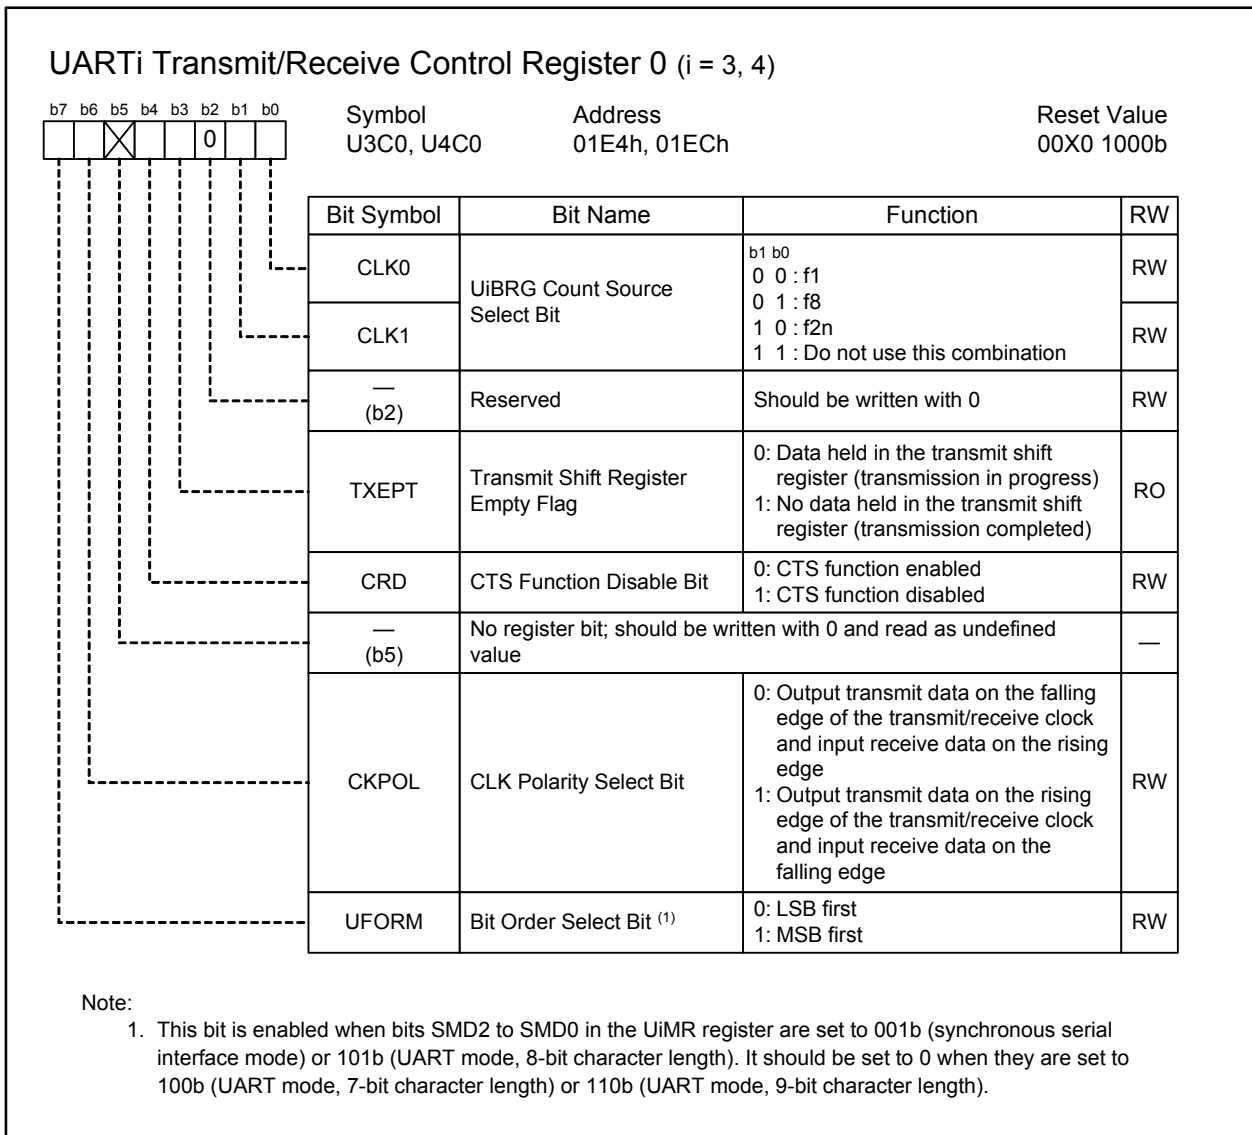 UARTi Transmit/Receive Control Register 0 (i = 3, 4)
b7 b6 b5 b4 b3 b2 b1 b0
0
Symbol Address Reset Value
U3C0, U4C0 01E4h, 01ECh 00X0 1000b
Bit Symbol Bit Name Function RW
CLK0
CLK1
UiBRG Count Source
Select Bit
b1 b0
0 0 : f1
0 1 : f8
1 0 : f2n
1 1 : Do not use this combination
RW
RW
—
(b2)
Reserved
Should be written with 0
RW
TXEPT
Transmit Shift Register
Empty Flag
0: Data held in the transmit shift
register (transmission in progress)
1: No data held in the transmit shift
register (transmission completed)
RO
CRD
CTS Function Disable Bit
0: CTS function enabled
1: CTS function disabled
RW
—
(b5)
No register bit; should be written with 0 and read as undefined
value
—
CKPOL
CLK Polarity Select Bit
0: Output transmit data on the falling
edge of the transmit/receive clock
and input receive data on the rising
edge
1: Output transmit data on the rising
edge of the transmit/receive clock
and input receive data on the
falling edge
RW
UFORM
Bit Order Select Bit (1)
0: LSB first
1: MSB first
RW
Note:
1. This bit is enabled when bits SMD2 to SMD0 in the UiMR register are set to 001b (synchronous serial
interface mode) or 101b (UART mode, 8-bit character length). It should be set to 0 when they are set to
100b (UART mode, 7-bit character length) or 110b (UART mode, 9-bit character length).